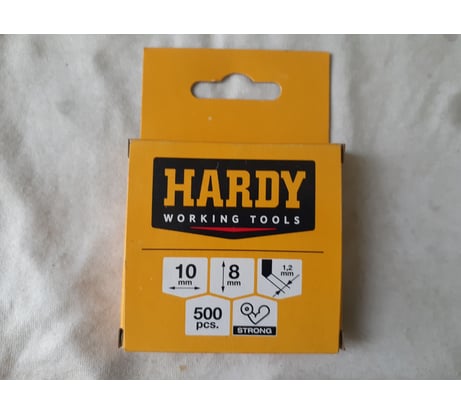 HARDY
WORKING TOOLS
10
mm
8
mm
1,2
mm
500
pcs.
STRONG